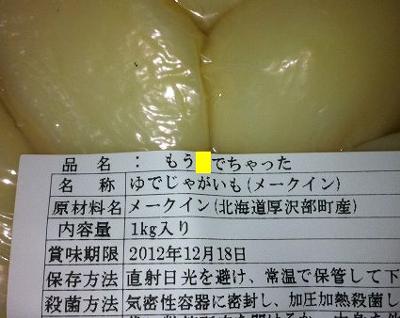 品名 : もう でちゃった
名称 ゆでじゃがいも(メークイン)
原材料名 メークイン(北海道厚沢部町産)
内容量 1kg入り
賞味期限 2012年12月18日
保存方法 直射日光を避け、常温で保管して下
殺菌方法 気密性容器に密封し、加圧加熱殺菌し